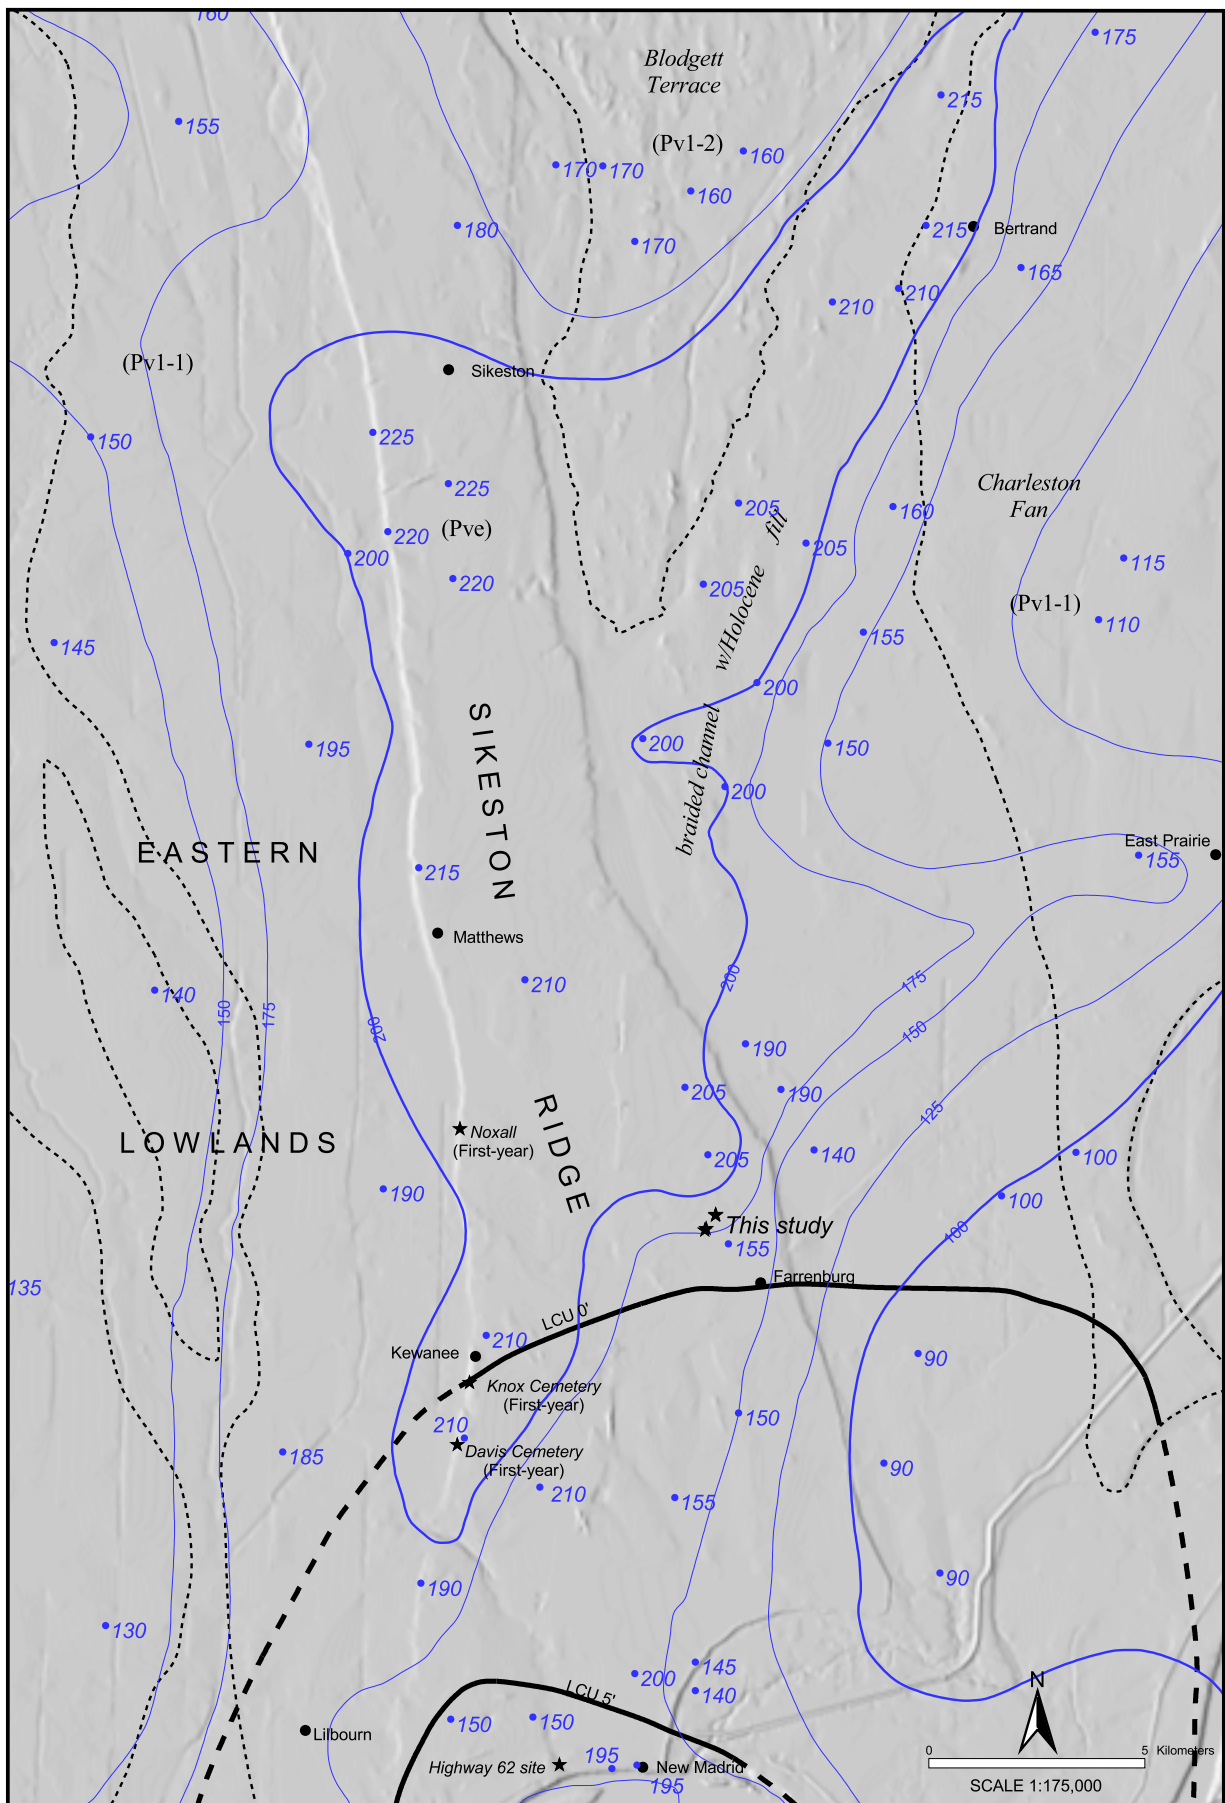 160
175
Blodgett
Terrace
215
155
(Pv1-2)
160
170
170
160
180
215
Bertrand
170
165
210
210
(Pv1-1)
Sikeston
150
225
225
Charleston
Fan
205
160
fill
(Pve)
220
205
200
115
220
205
w/Holocene
(Pv1-1)
110
155
145
200
SIKESTON
braided channel
195
200
150
200
EASTERN
East Prairie
155
215
Matthews
200
210
175
140
150
175
200
150
190
205
190
125
RIDGE
Noxall
(First-year)
LOWLANDS
205
140
100
190
100
This study
100
155
135
Farrenburg
LCU 0'
210
Kewanee
90
Knox Cemetery
(First-year)
150
210
Davis Cemetery
(First-year)
185
90
210
155
190
90
130
145
200
140
N
LCU 5'
150
150
Lilbourn
0
5 Kilometers
195
Highway 62 site
New Madrid
195
SCALE 1:175,000